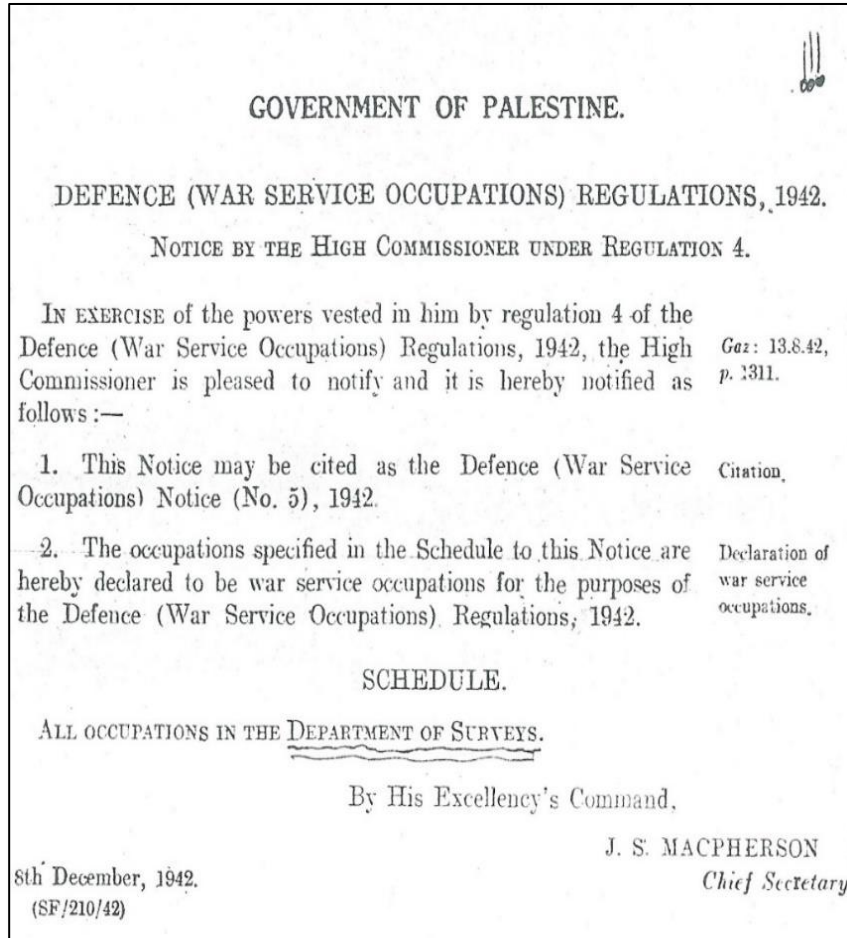 GOVERNMENT OF PALESTINE.
DEFENCE (WAR SERVICE OCCUPATIONS) REGULATIONS, 1942.
NOTICE BY THE HIGH COMMISSIONER UNDER REGULATION 4.
IN EXERCISE of the powers vested in him by regulation 4 of the
Defence (War Service Occupations) Regulations, 1942, the High
Commissioner is pleased to notify and it is hereby notified as
follows :—
Gaz: 13.8.42,
p. 1311.
1. This Notice may be cited as the Defence (War Service
Occupations) Notice (No. 5), 1942.
Citation.
2. The occupations specified in the Schedule to this Notice are
hereby declared to be war service occupations for the purposes of
the Defence (War Service Occupations) Regulations, 1942.
Declaration of
war service
occupations.
SCHEDULE.
ALL OCCUPATIONS IN THE DEPARTMENT OF SURVEYS.
By His Excellency's Command,
J. S. MACPHERSON
Chief Secretary
8th December, 1942.
(SF/210/42)